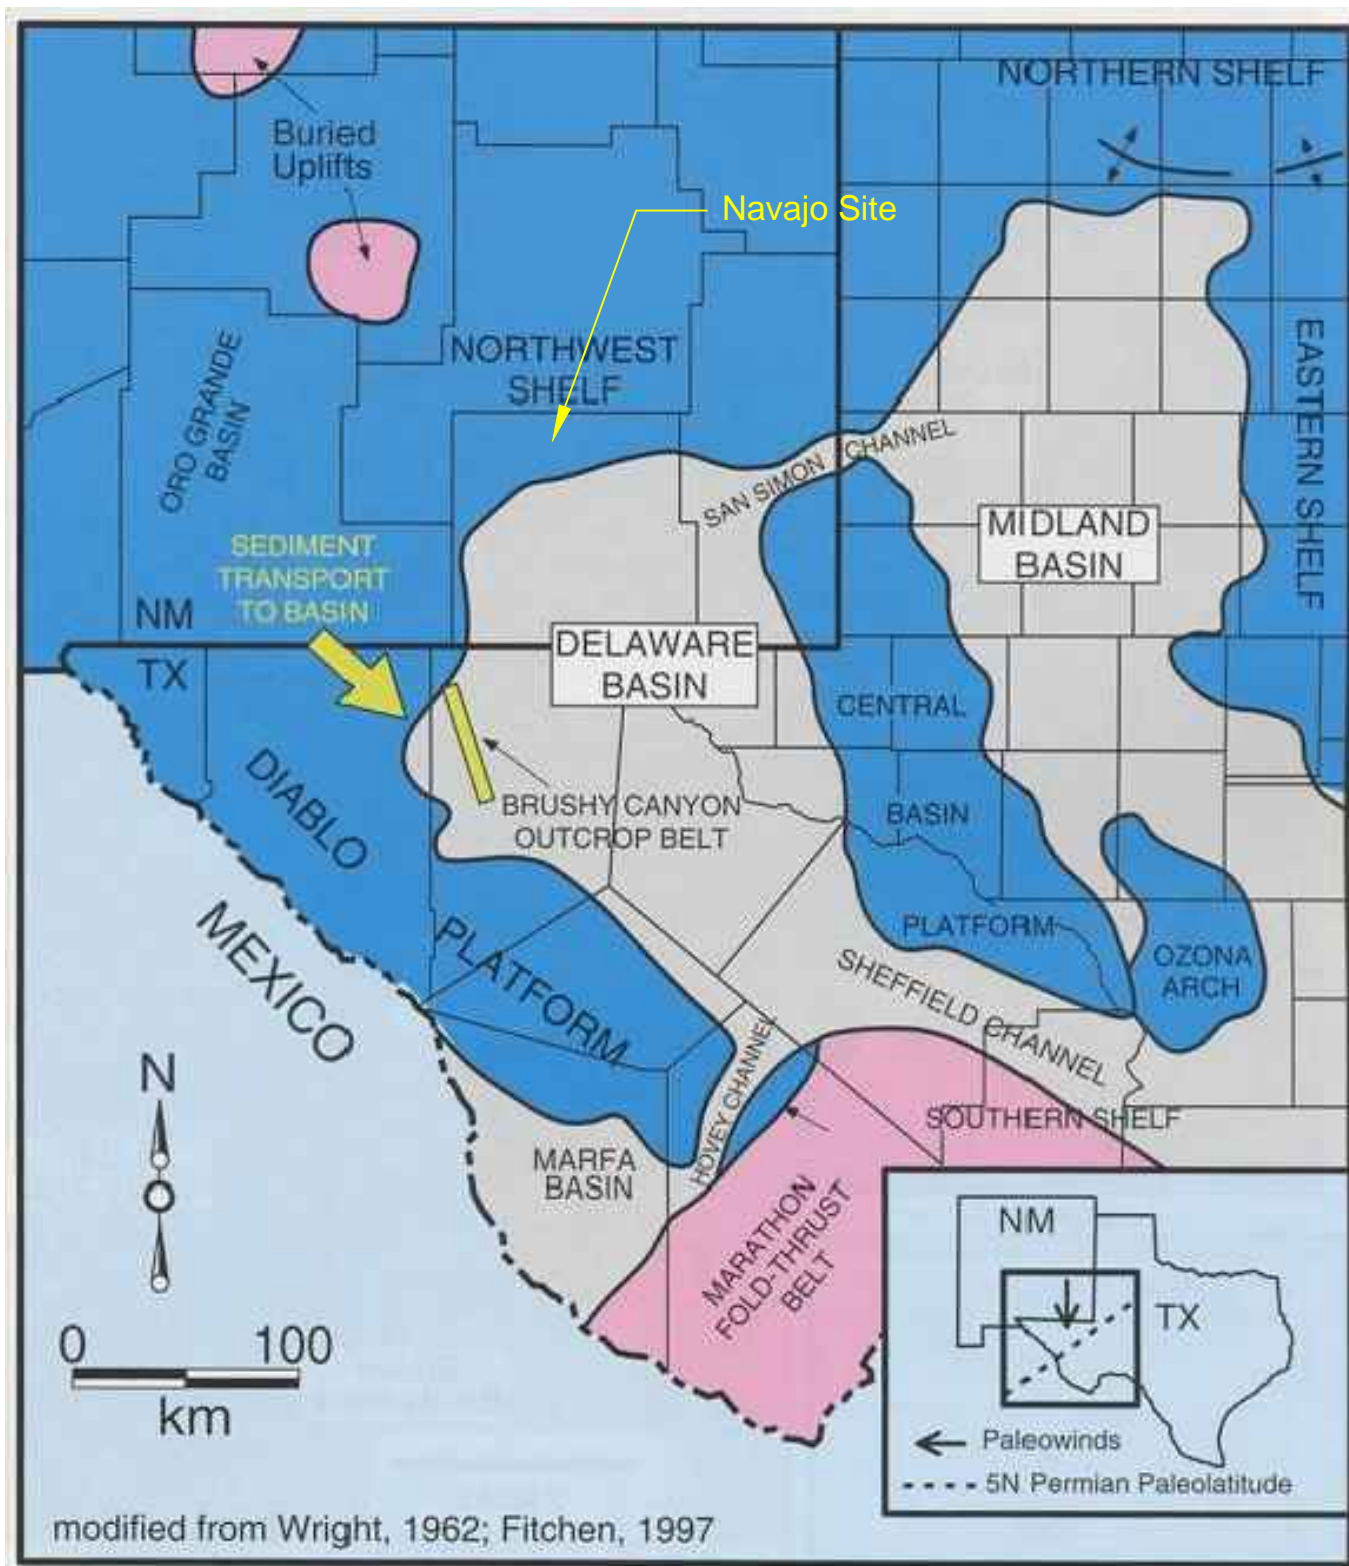 NORTHERN SHELF
Buried
Uplifts
Navajo Site
NORTHWEST
SHELF
ORO GRANDE
BASIN
EASTERN SHELF
SAN SIMON CHANNEL
MIDLAND
BASIN
SEDIMENT
TRANSPORT
TO BASIN
NM
TX
DELAWARE
BASIN
CENTRAL
BASIN
PLATFORM
BRUSHY CANYON
OUTCROP BELT
DIABLO
PLATFORM
MEXICO
OZONA
ARCH
SHEFFIELD CHANNEL
HOVEY CHANNEL
SOUTHERN SHELF
MARFA
BASIN
MARATHON
FOLD-THRUST
BELT
N
0 100
km
NM
TX
Paleowinds
5N Permian Paleolatitude
modified from Wright, 1962; Fitchen, 1997